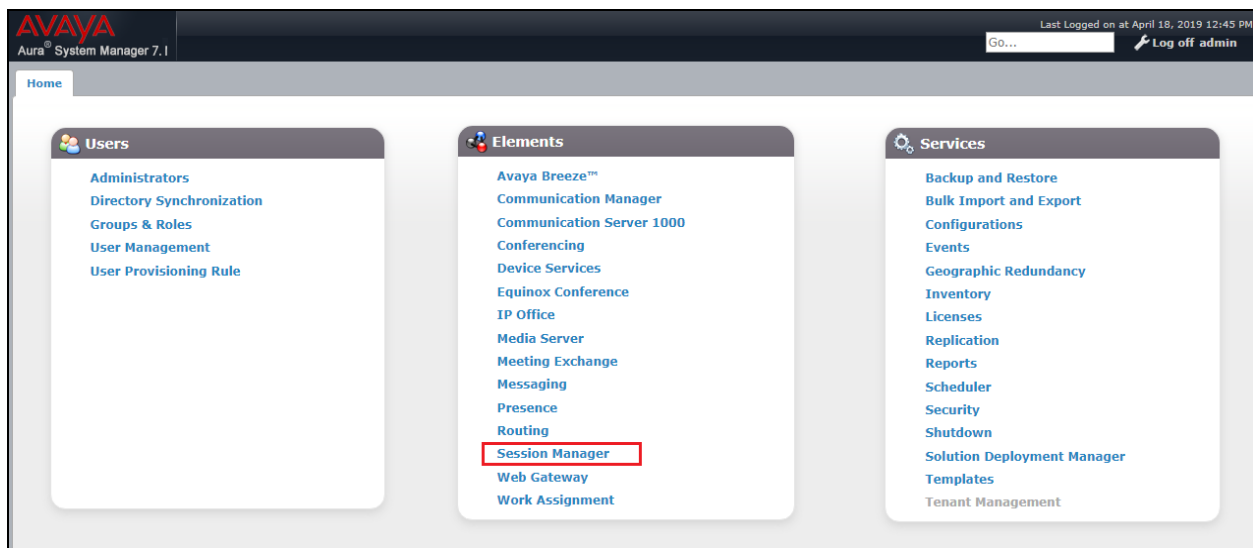 AVAYA
Aura® System Manager 7.1
Last Logged on at April 18, 2019 12:45 PM
Go...
Log off admin
Home
Users
Administrators
Directory Synchronization
Groups & Roles
User Management
User Provisioning Rule
Elements
Avaya Breeze™
Communication Manager
Communication Server 1000
Conferencing
Device Services
Equinox Conference
IP Office
Media Server
Meeting Exchange
Messaging
Presence
Routing
Session Manager
Web Gateway
Work Assignment
Services
Backup and Restore
Bulk Import and Export
Configurations
Events
Geographic Redundancy
Inventory
Licenses
Replication
Reports
Scheduler
Security
Shutdown
Solution Deployment Manager
Templates
Tenant Management